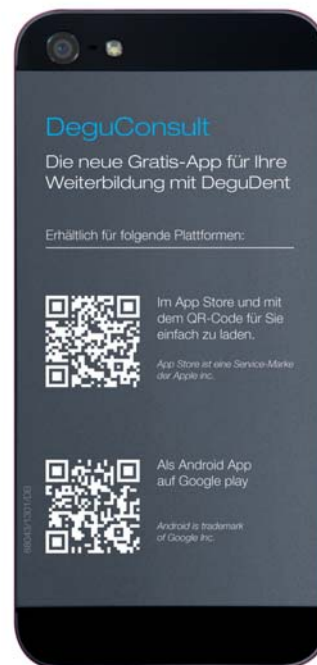 DeguConsult
Die neue Gratis-App für Ihre
Weiterbildung mit DeguDent
Erhältlich für folgende Plattformen:
Im App Store und mit
dem QR-Code für Sie
einfach zu laden.
App Store ist eine Service-Marke
der Apple inc.
Als Android App
auf Google play
Android is trademark
of Google Inc.